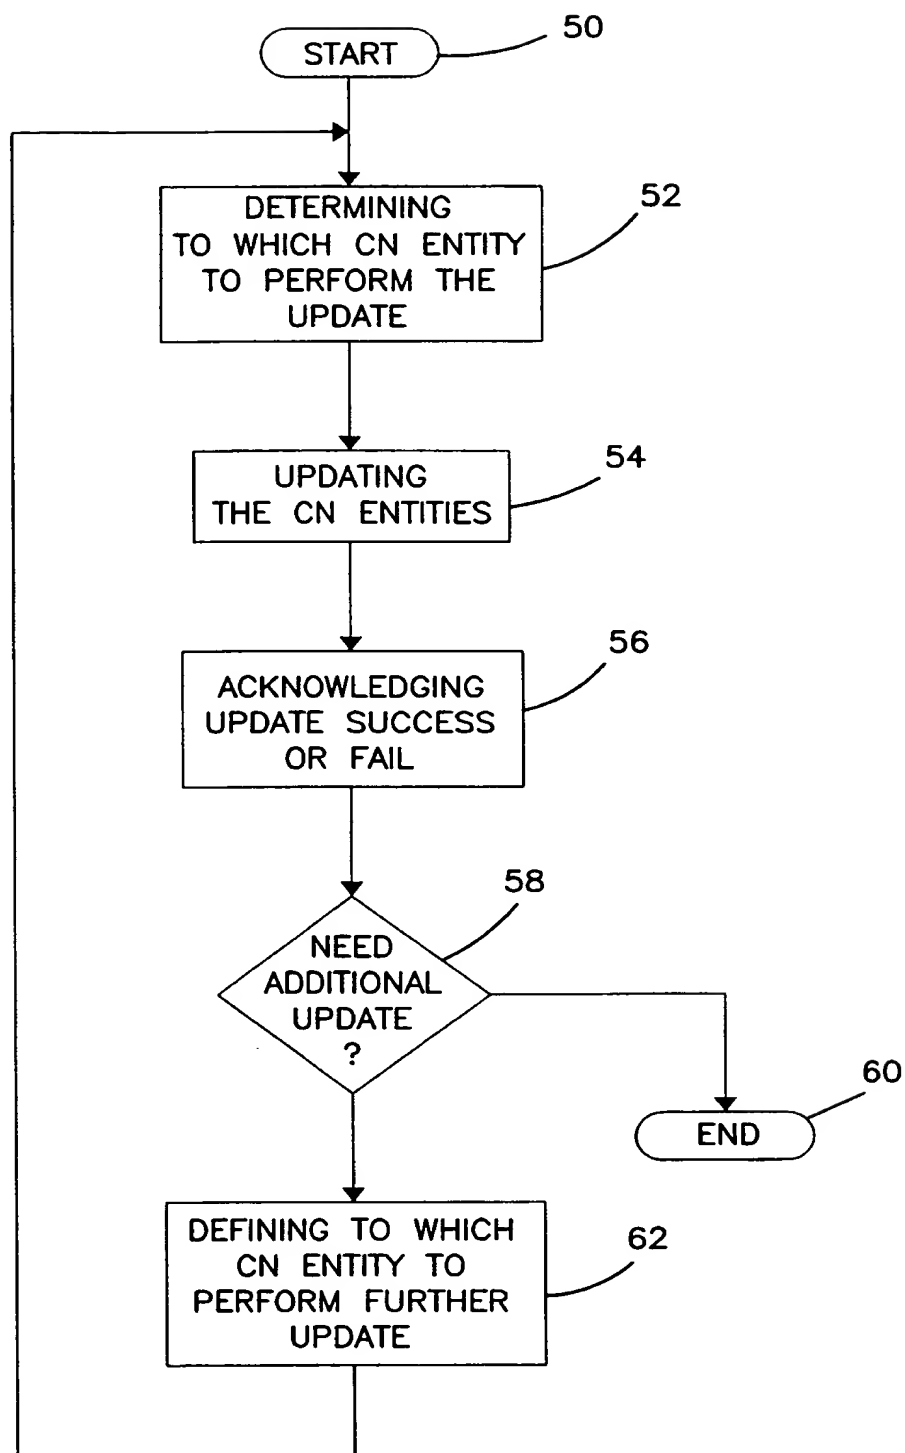 START
50
DETERMINING
TO WHICH CN ENTITY
TO PERFORM THE
UPDATE
52
UPDATING
THE CN ENTITIES
54
ACKNOWLEDGING
UPDATE SUCCESS
OR FAIL
56
NEED
ADDITIONAL
UPDATE
?
58
END
60
DEFINING TO WHICH
CN ENTITY TO
PERFORM FURTHER
UPDATE
62